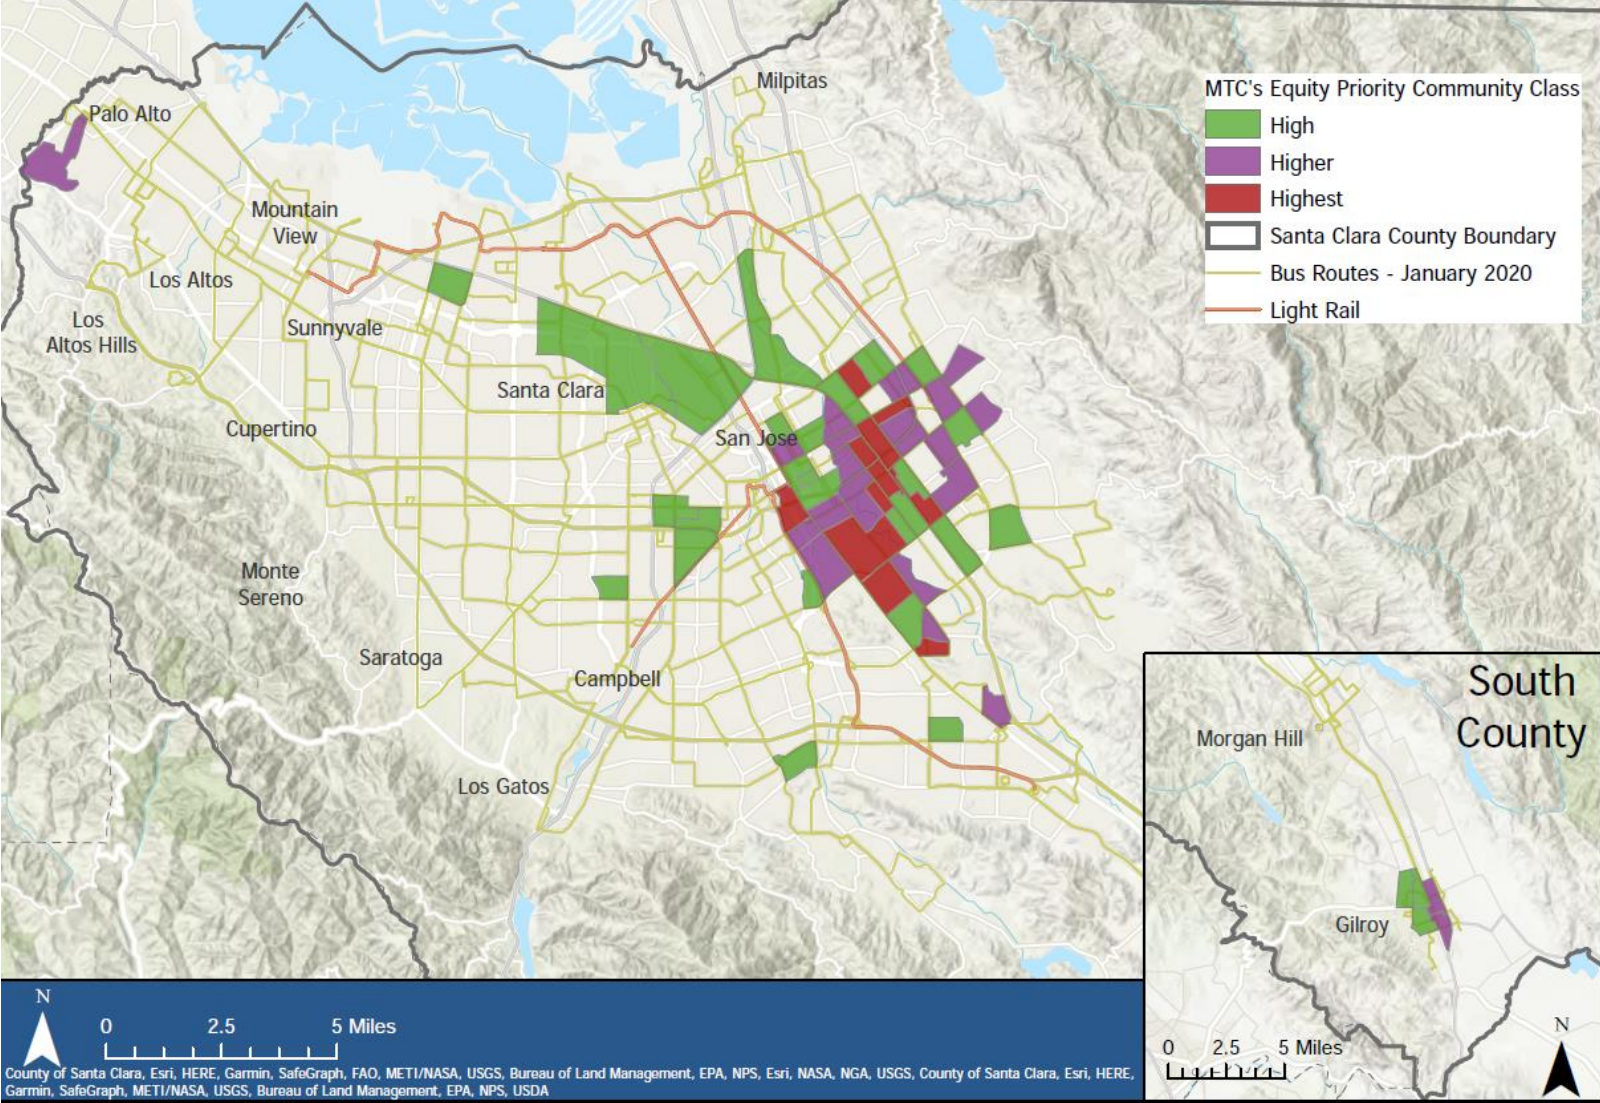 Milpitas
MTC's Equity Priority Community Class
High
Higher
Highest
Santa Clara County Boundary
Bus Routes - January 2020
Light Rail
Palo Alto
Mountain
View
Los Altos
Los
Altos Hills
Sunnyvale
Santa Clara
Cupertino
San Jose
Monte
Sereno
Saratoga
Campbell
Los Gatos
South
County
Morgan Hill
Gilroy
N
0 2.5 5 Miles
N
0 2.5 5 Miles
County of Santa Clara, Esri, HERE, Garmin, SafeGraph, FAO, METI/NASA, USGS, Bureau of Land Management, EPA, NPS, Esri, NASA, NGA, USGS, County of Santa Clara, Esri, HERE,
Garmin, SafeGraph, METI/NASA, USGS, Bureau of Land Management, EPA, NPS, USDA